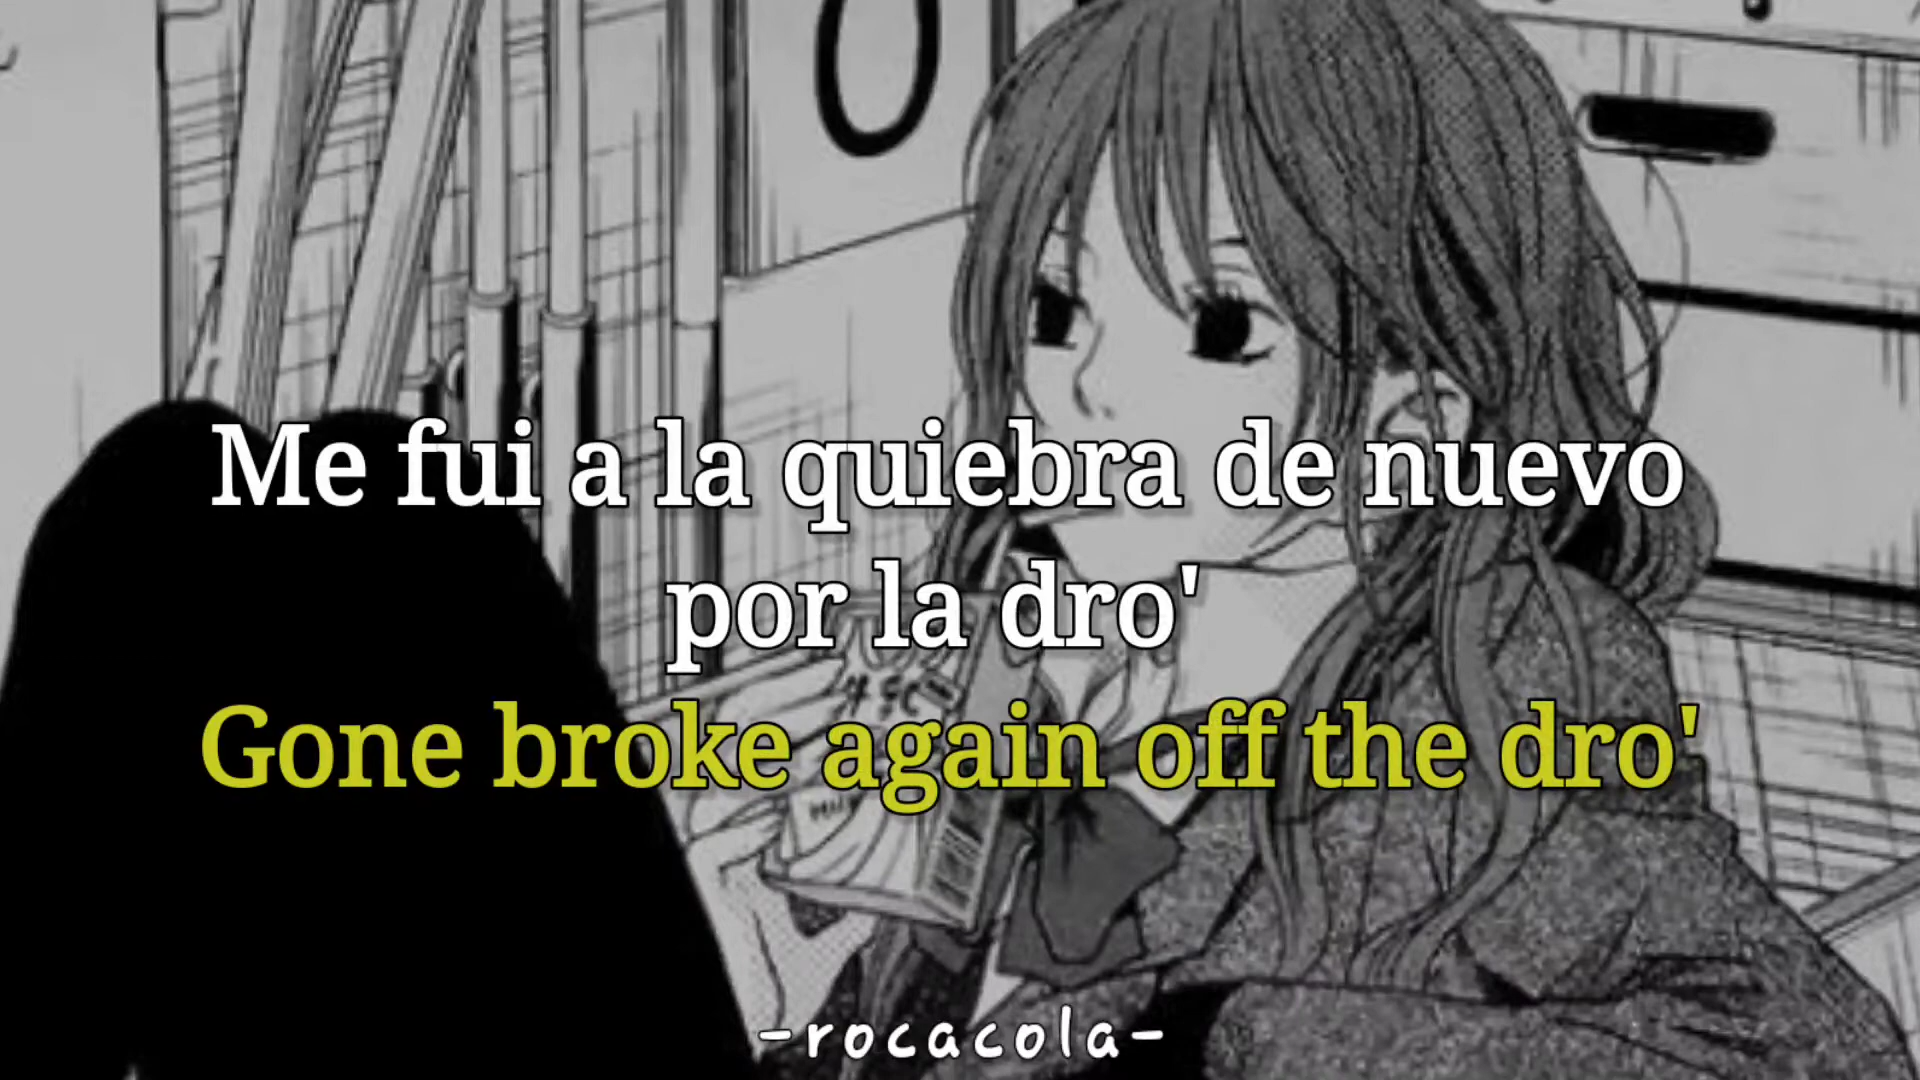 Me fui a la quiebra de nuevo
por la dro'
Gone broke again off the dro'
-rocacola-